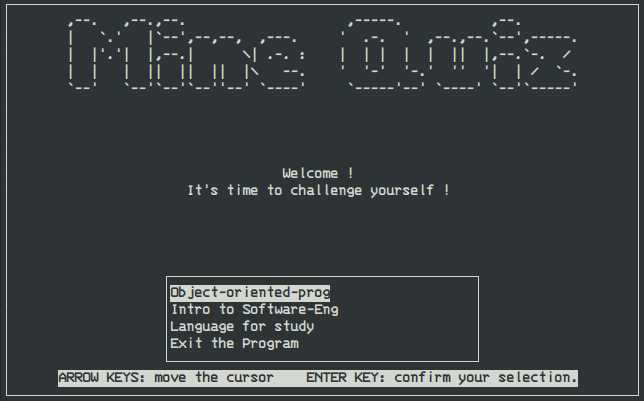 Mine Quiz
Welcome !
It's time to challenge yourself !
Object-oriented-prog
Intro to Software-Eng
Language for study
Exit the Program
ARROW KEYS: move the cursor    ENTER KEY: confirm your selection.